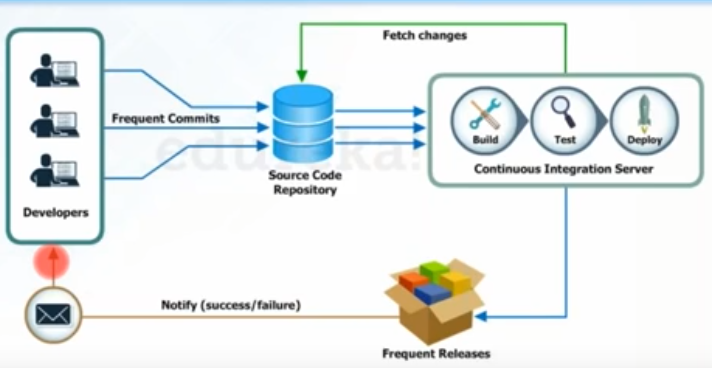 Fetch changes
Frequent Commits
Build
Test
Deploy
Source Code
Repository
Continuous Integration Server
Developers
Notify (success/failure)
Frequent Releases